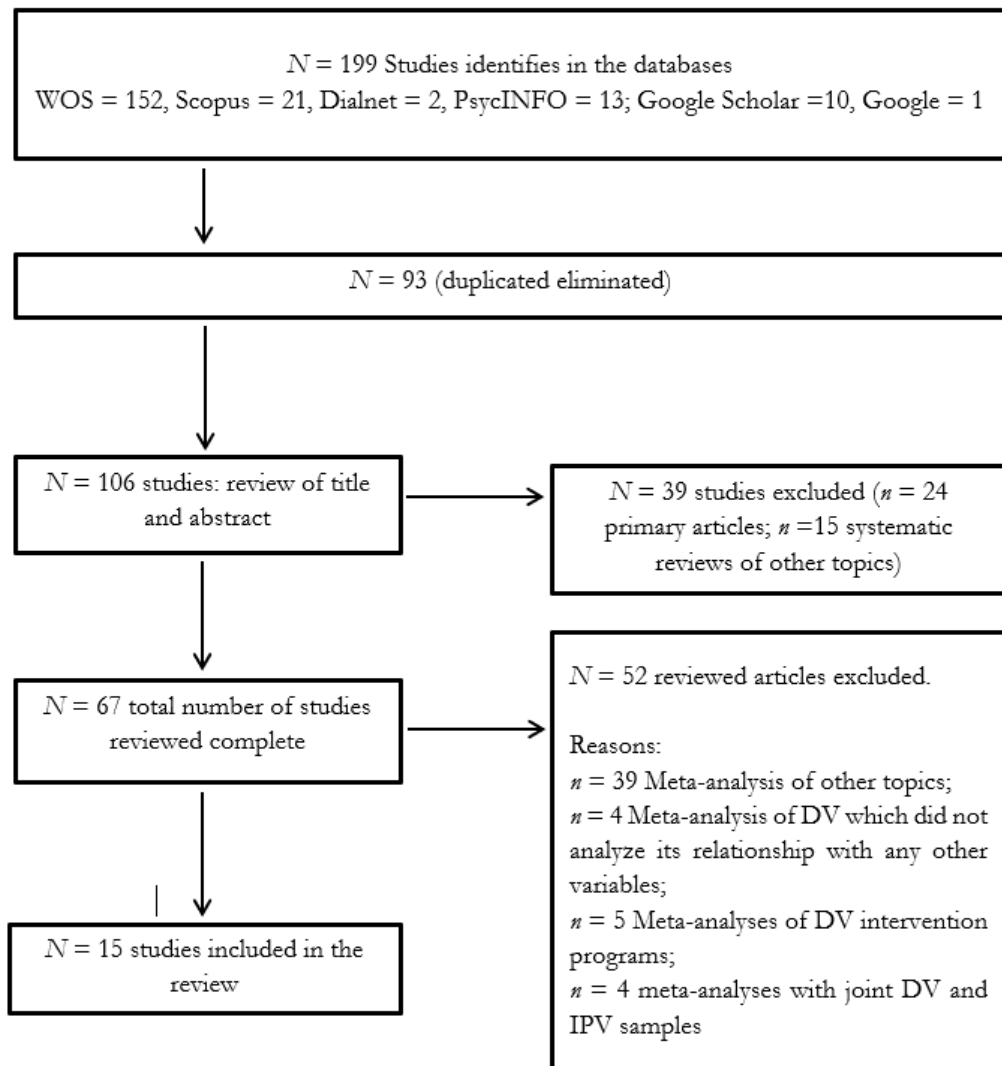 N = 199 Studies identifies in the databases
WOS = 152, Scopus = 21, Dialnet = 2, PsycINFO = 13; Google Scholar =10, Google = 1
N = 93 (duplicated eliminated)
N = 106 studies: review of title
and abstract
N = 39 studies excluded (n = 24
primary articles; n =15 systematic
reviews of other topics)
N = 67 total number of studies
reviewed complete
N = 52 reviewed articles excluded.
Reasons:
n = 39 Meta-analysis of other topics;
n = 4 Meta-analysis of DV which did not
analyze its relationship with any other
variables;
n = 5 Meta-analyses of DV intervention
programs;
n = 4 meta-analyses with joint DV and
IPV samples
N = 15 studies included in the
review